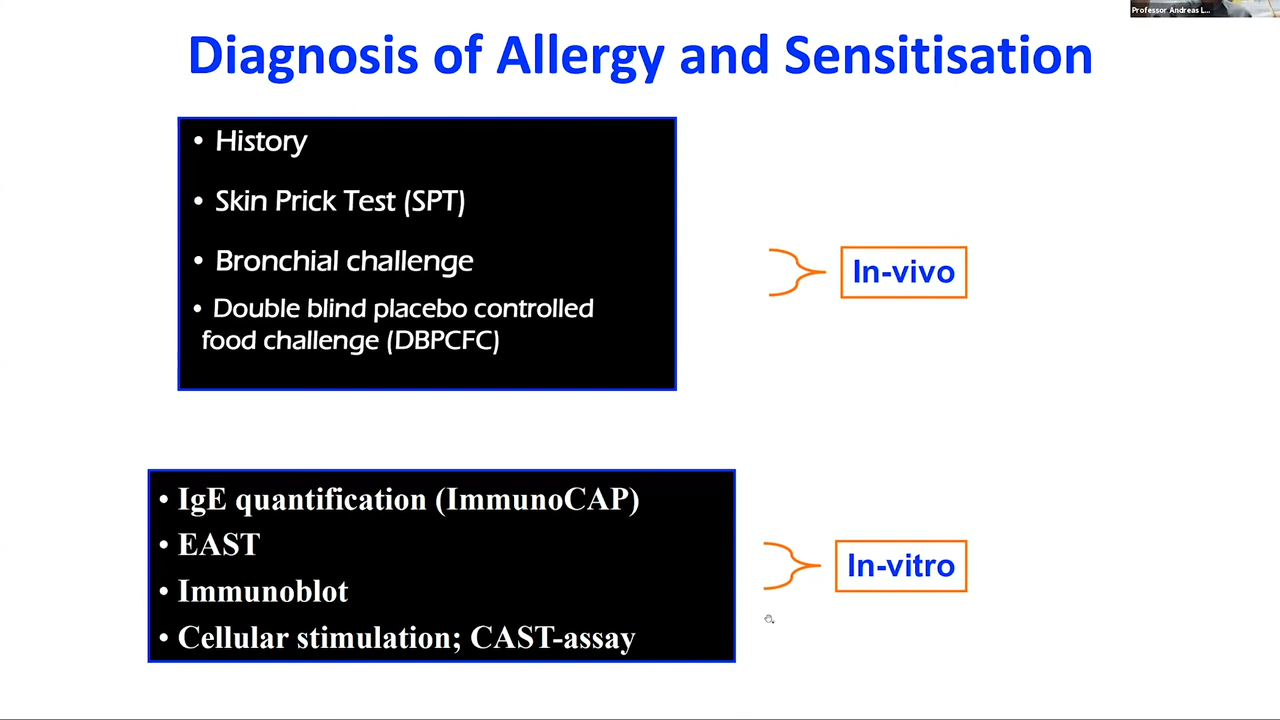 Professor Andreas L...
Diagnosis of Allergy and Sensitisation
• History
• Skin Prick Test (SPT)
• Bronchial challenge
• Double blind placebo controlled
food challenge (DBPCFC)
In-vivo
• IgE quantification (ImmunoCAP)
• EAST
• Immunoblot
• Cellular stimulation; CAST-assay
In-vitro